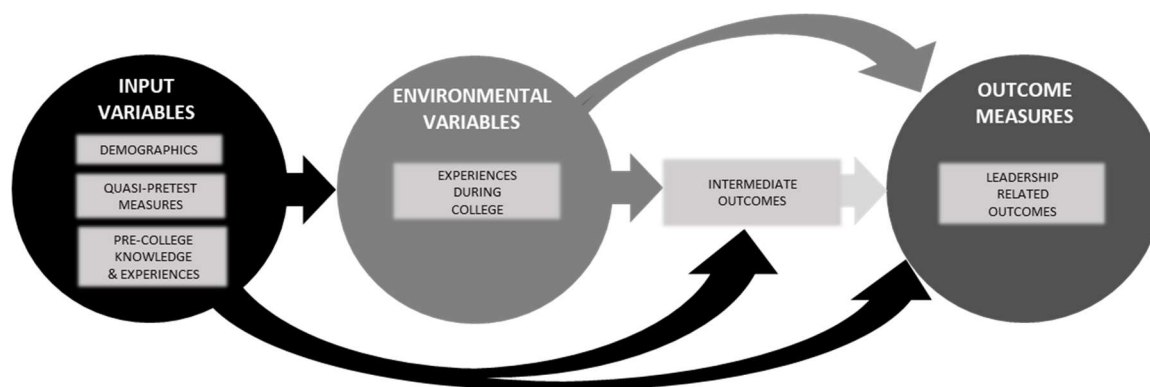 INPUT
VARIABLES
DEMOGRAPHICS
QUASI-PRETEST
MEASURES
PRE-COLLEGE
KNOWLEDGE
& EXPERIENCES
ENVIRONMENTAL
VARIABLES
EXPERIENCES
DURING
COLLEGE
INTERMEDIATE
OUTCOMES
OUTCOME
MEASURES
LEADERSHIP
RELATED
OUTCOMES